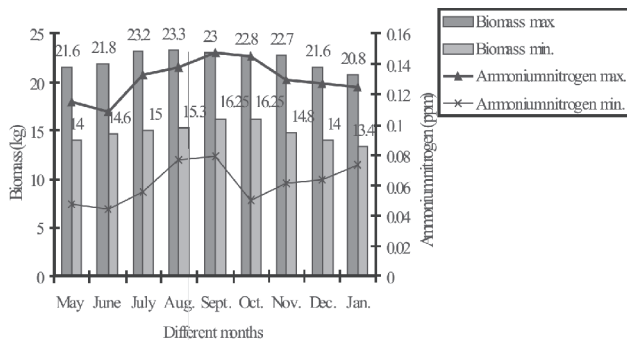 25
20
15
10
5
0
Biomass (kg)
21.6 21.8 23.2 23.3 23 22.8 22.7 21.6 20.8
14 14.6 15 15.3 16.25 16.25 14.8 14 13.4
0.16
0.14
0.12
0.1
0.08
0.06
0.04
0.02
0
Ammoniumnitrogen (ppm)
May June July Aug. Sept. Oct. Nov. Dec. Jan.
Different months
Biomass max
Biomass min.
Ammoniumnitrogen max.
Ammoniumnitrogen min.